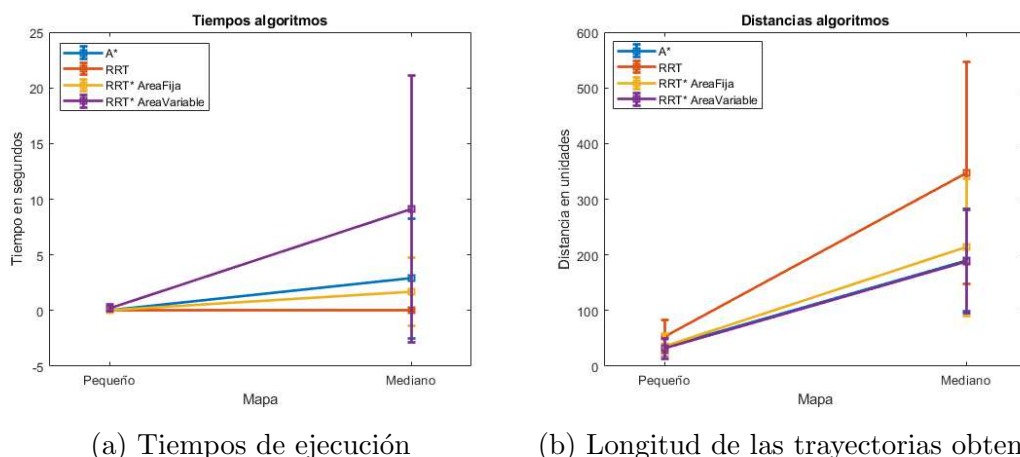 Tiempos algoritmos
25
20
15
10
5
0
-5
Tiempo en segundos
A*
RRT
RRT* AreaFija
RRT* AreaVariable
Pequeño
Mediano
Mapa
(a) Tiempos de ejecución
Distancias algoritmos
600
500
400
300
200
100
0
Distancia en unidades
A*
RRT
RRT* AreaFija
RRT* AreaVariable
Pequeño
Mediano
Mapa
(b) Longitud de las trayectorias obten